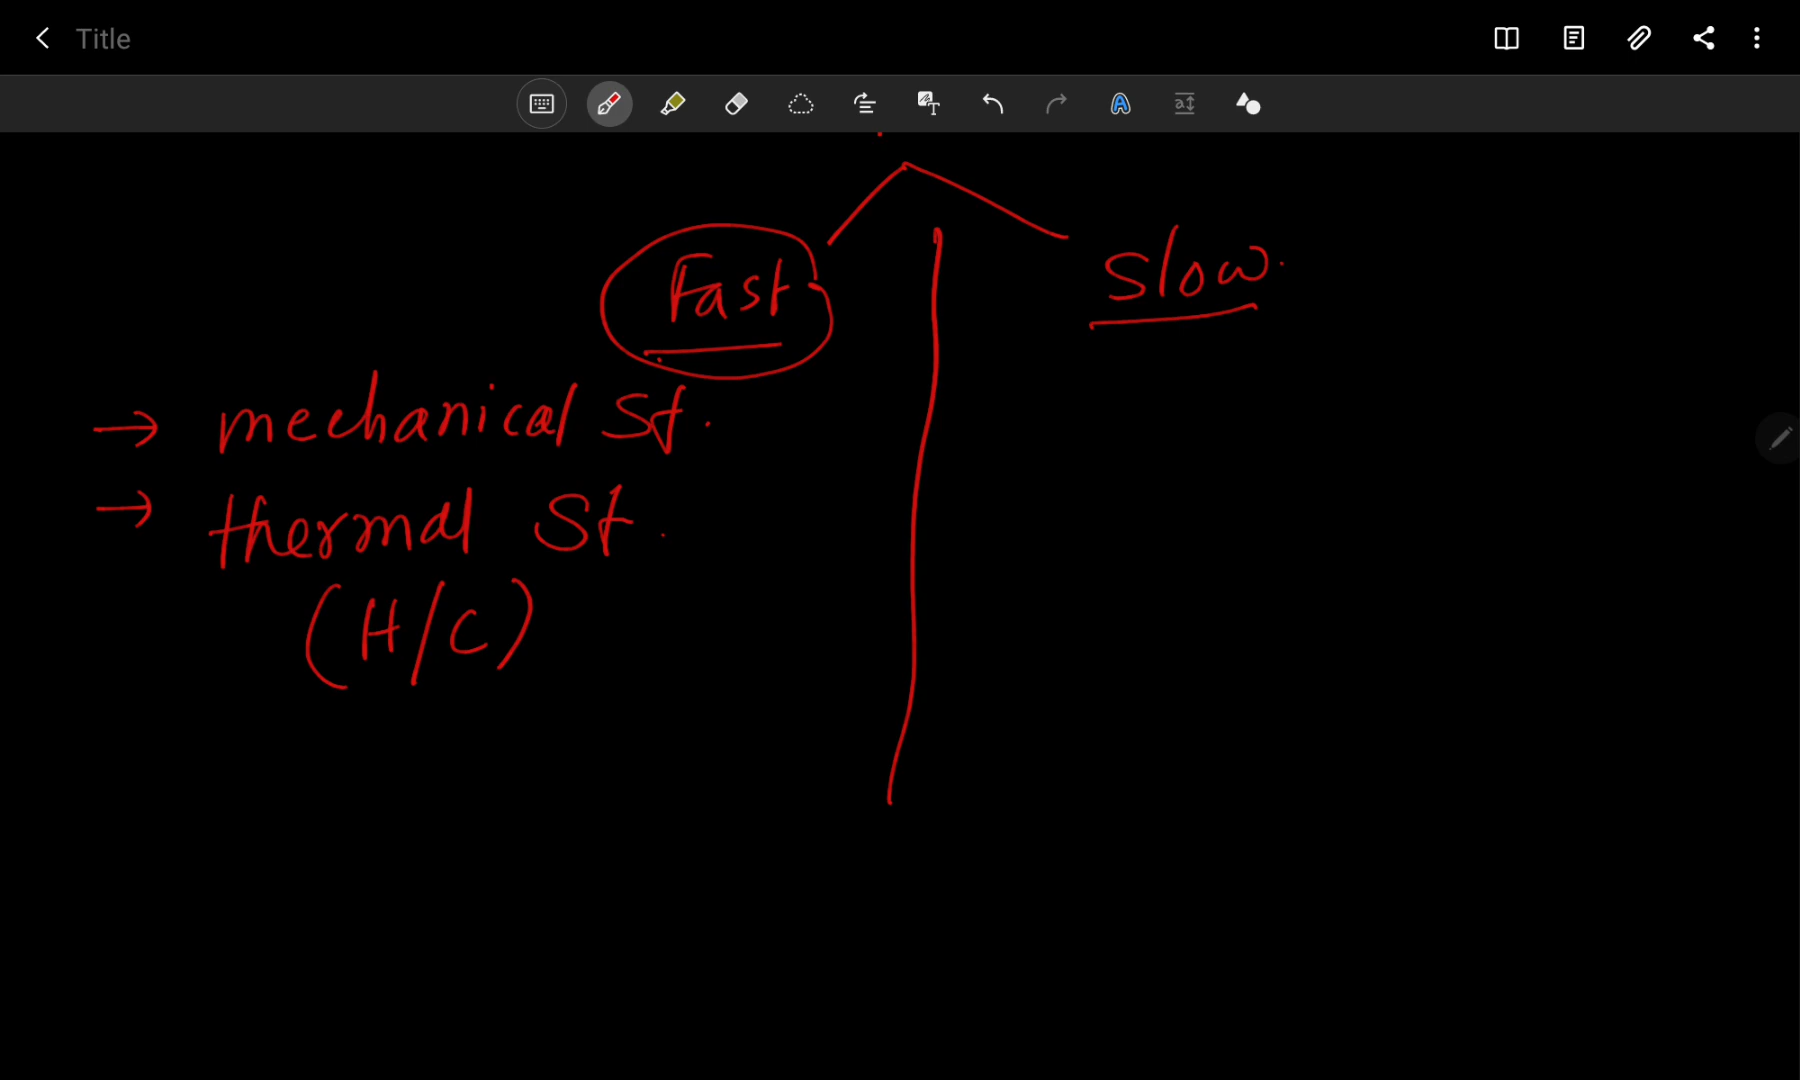 Title
Fast
Slow.
→ mechanical St.
→ thermal St.
(H/C)